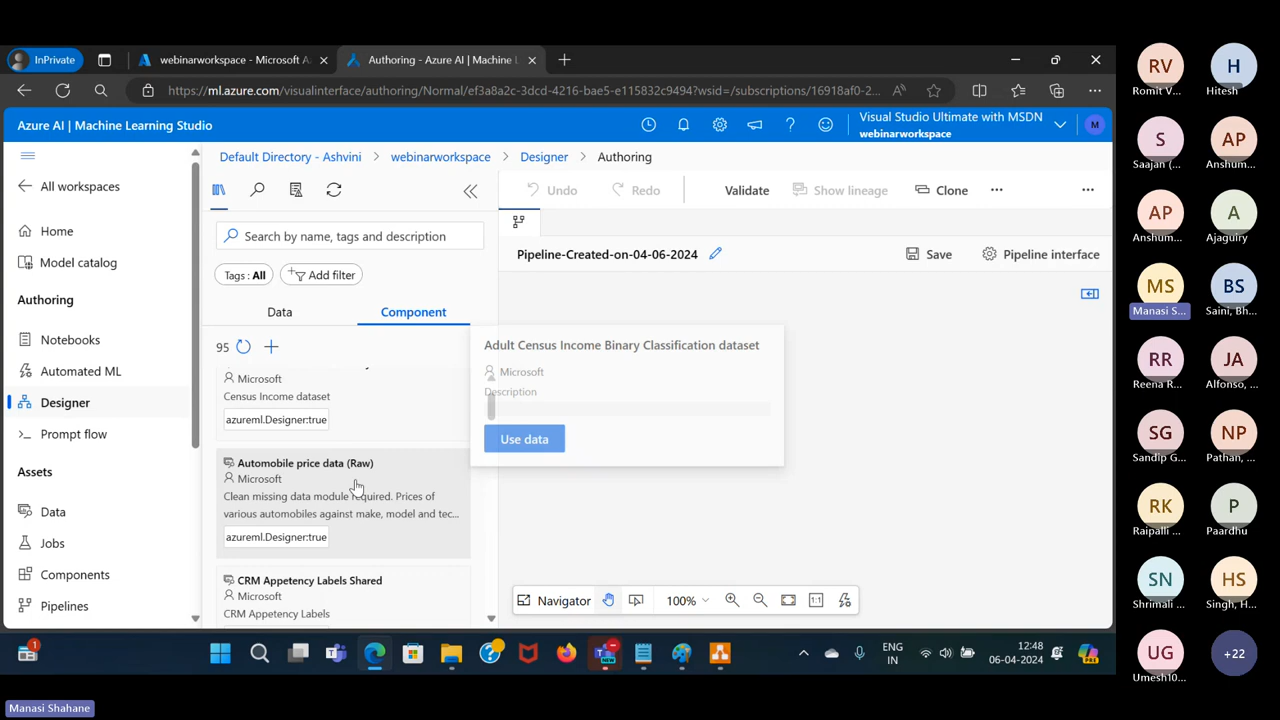 InPrivate
webinarworkspace - Microsoft A
Authoring - Azure AI | Machine L
https://ml.azure.com/visualinterface/authoring/Normal/ef3a8a2c-3dcd-4216-bae5-e115832c9494?wsid=/subscriptions/16918af0-2...
Azure AI | Machine Learning Studio
Visual Studio Ultimate with MSDN
webinarworkspace
M
All workspaces
Home
Model catalog
Authoring
Notebooks
Automated ML
Designer
Prompt flow
Assets
Data
Jobs
Components
Pipelines
Default Directory - Ashvini > webinarworkspace > Designer > Authoring
Search by name, tags and description
Tags : All
Add filter
Data
Component
95
Microsoft
Census Income dataset
azureml.Designer:true
Automobile price data (Raw)
Microsoft
Clean missing data module required. Prices of
various automobiles against make, model and tec...
azureml.Designer:true
CRM Appetency Labels Shared
Microsoft
CRM Appetency Labels
Undo
Redo
Validate
Show lineage
Clone
Pipeline-Created-on-04-06-2024
Save
Pipeline interface
Adult Census Income Binary Classification dataset
Microsoft
Description
Use data
Navigator
100%
1:1
1
NEW
ENG
IN
12:48
06-04-2024
PRE
Manasi Shahane
RV
Romit V...
H
Hitesh
S
Saajan (...
AP
Anshum...
AP
Anshum...
A
Ajaguiry
MS
Manasi S...
BS
Saini, Bh...
RR
Reena R...
JA
Alfonso, ...
SG
Sandip G...
NP
Pathan, ...
RK
Raipalli ...
P
Paardhu
SN
Shrimali ...
HS
Singh, H...
UG
Umesh10...
+22